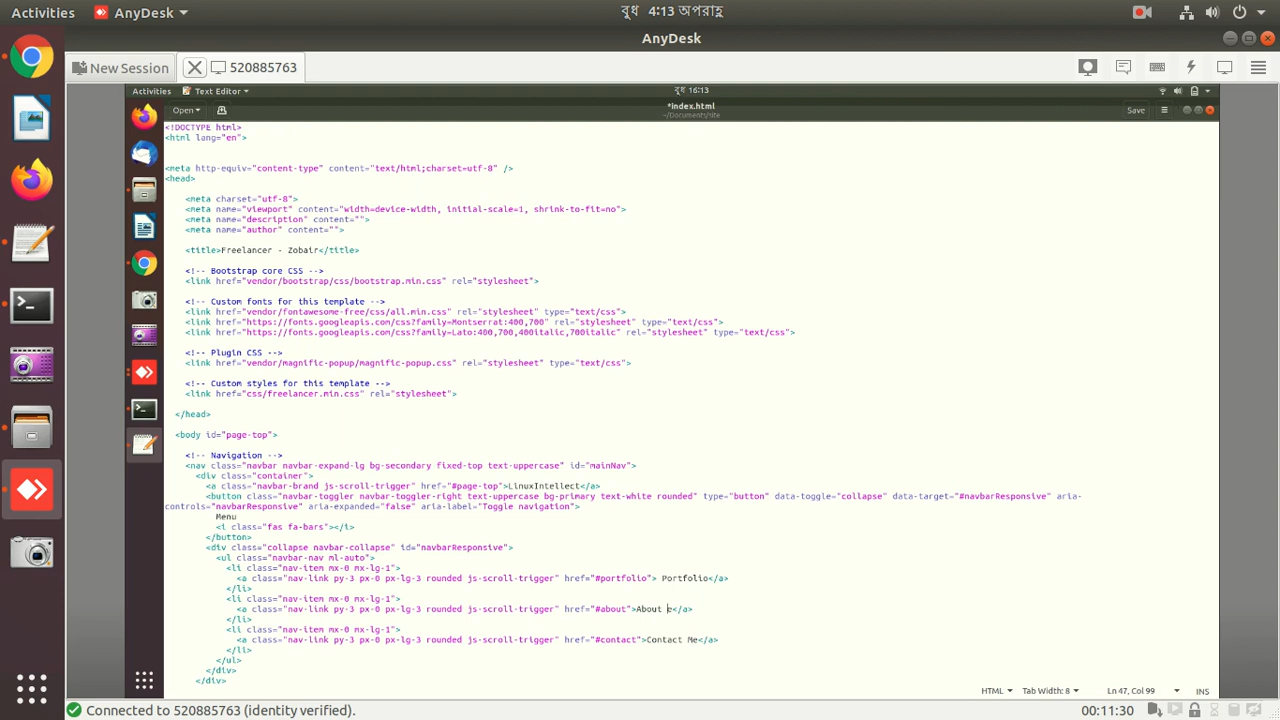 Activities AnyDesk বুধ 4:13 অপরাহ্ণ
AnyDesk
New Session 520885763
Activities Text Editor বুধ 16:13
Open *index.html Save
~/Documents/site
<!DOCTYPE html>
<html lang="en">
<meta http-equiv="content-type" content="text/html;charset=utf-8" />
<head>
<meta charset="utf-8">
<meta name="viewport" content="width=device-width, initial-scale=1, shrink-to-fit=no">
<meta name="description" content="">
<meta name="author" content="">
<title>Freelancer - Zobair</title>
<!-- Bootstrap core CSS -->
<link href="vendor/bootstrap/css/bootstrap.min.css" rel="stylesheet">
<!-- Custom fonts for this template -->
<link href="vendor/fontawesome-free/css/all.min.css" rel="stylesheet" type="text/css">
<link href="https://fonts.googleapis.com/css?family=Montserrat:400,700" rel="stylesheet" type="text/css">
<link href="https://fonts.googleapis.com/css?family=Lato:400,700,400italic,700italic" rel="stylesheet" type="text/css">
<!-- Plugin CSS -->
<link href="vendor/magnific-popup/magnific-popup.css" rel="stylesheet" type="text/css">
<!-- Custom styles for this template -->
<link href="css/freelancer.min.css" rel="stylesheet">
</head>
<body id="page-top">
<!-- Navigation -->
<nav class="navbar navbar-expand-lg bg-secondary fixed-top text-uppercase" id="mainNav">
<div class="container">
<a class="navbar-brand js-scroll-trigger" href="#page-top">LinuxIntellect</a>
<button class="navbar-toggler navbar-toggler-right text-uppercase bg-primary text-white rounded" type="button" data-toggle="collapse" data-target="#navbarResponsive" aria-
controls="navbarResponsive" aria-expanded="false" aria-label="Toggle navigation">
Menu
<i class="fas fa-bars"></i>
</button>
<div class="collapse navbar-collapse" id="navbarResponsive">
<ul class="navbar-nav ml-auto">
<li class="nav-item mx-0 mx-lg-1">
<a class="nav-link py-3 px-0 px-lg-3 rounded js-scroll-trigger" href="#portfolio"> Portfolio</a>
</li>
<li class="nav-item mx-0 mx-lg-1">
<a class="nav-link py-3 px-0 px-lg-3 rounded js-scroll-trigger" href="#about">About e</a>
</li>
<li class="nav-item mx-0 mx-lg-1">
<a class="nav-link py-3 px-0 px-lg-3 rounded js-scroll-trigger" href="#contact">Contact Me</a>
</li>
</ul>
</div>
</div>
HTML Tab Width: 8 Ln 47, Col 99 INS
Connected to 520885763 (identity verified). 00:11:30